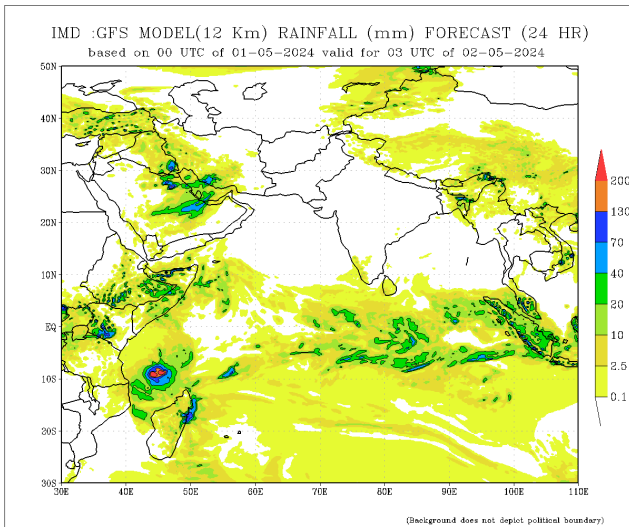 IMD :GFS MODEL(12 Km) RAINFALL (mm) FORECAST (24 HR)
based on 00 UTC of 01-05-2024 valid for 03 UTC of 02-05-2024
50N
40N
30N
20N
10N
EQ
10S
20S
30S
30E 40E 50E 60E 70E 80E 90E 100E 110E
200
130
70
40
20
10
2.5
0.1
(Background does not depict political boundary)